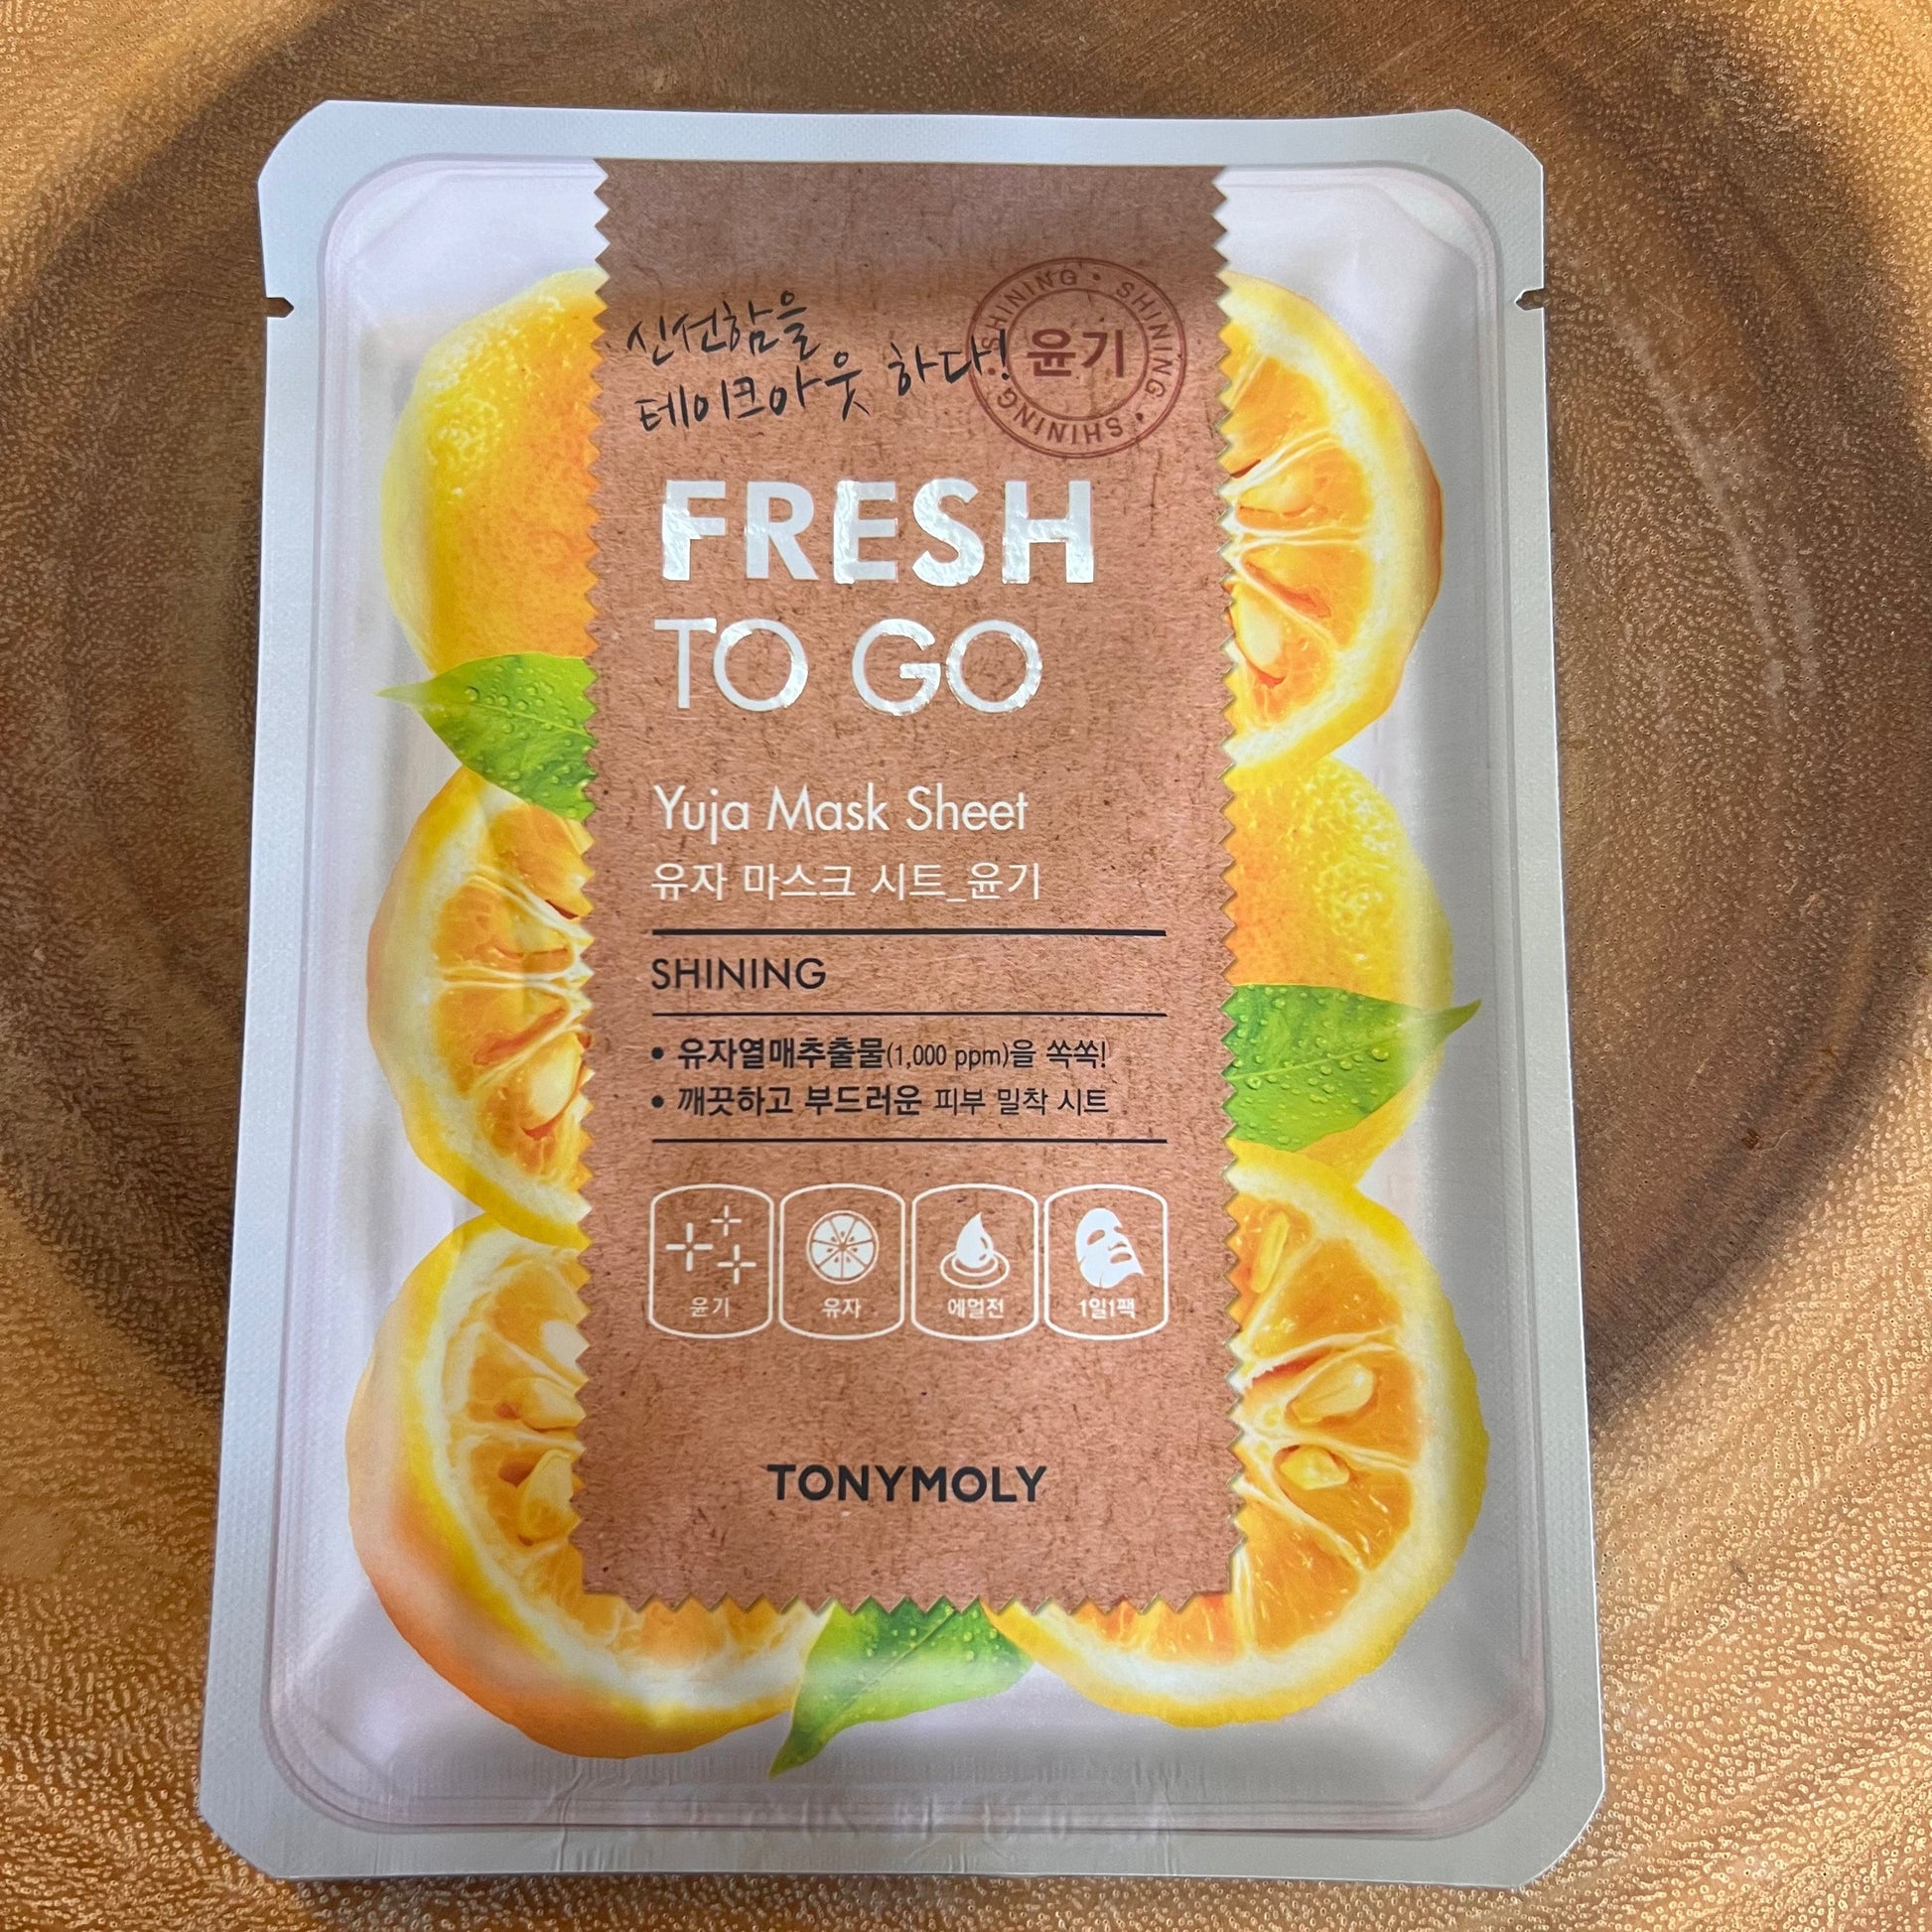 신선함을
테이크아웃 하다!
SHINING • SHINING • SHINING • SHINING
윤기
FRESH
TO GO
Yuja Mask Sheet
유자 마스크 시트_윤기
SHINING
• 유자열매추출물(1,000 ppm)을 쏙쏙!
• 깨끗하고 부드러운 피부 밀착 시트
윤기
유자
에멀전
1일1팩
TONYMOLY